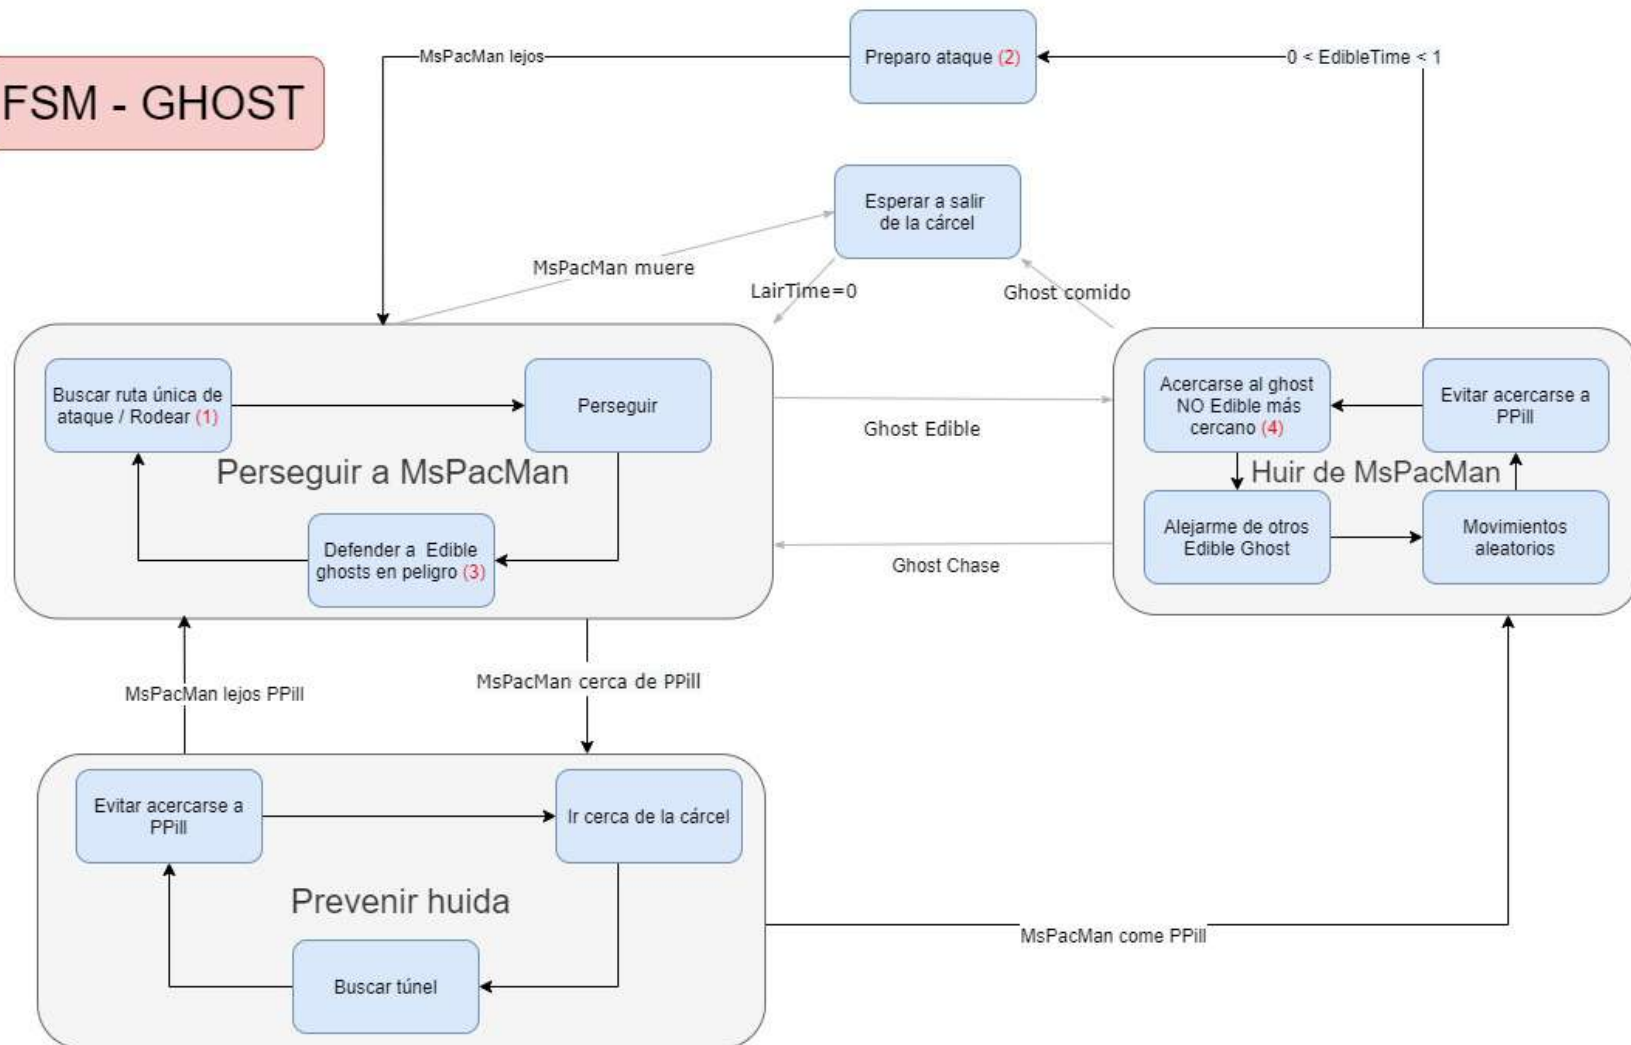 Preparo ataque (2)
MsPacMan lejos
0 < EdibleTime < 1
FSM - GHOST
Esperar a salir
de la cárcel
MsPacMan muere
LairTime=0
Ghost comido
Buscar ruta única de
ataque / Rodear (1)
Perseguir
Perseguir a MsPacMan
Defender a Edible
ghosts en peligro (3)
Ghost Edible
Ghost Chase
Acercarse al ghost
NO Edible más
cercano (4)
Evitar acercarse a
PPill
Huir de MsPacMan
Alejarme de otros
Edible Ghost
Movimientos
aleatorios
MsPacMan lejos PPill
MsPacMan cerca de PPill
Evitar acercarse a
PPill
Ir cerca de la cárcel
Prevenir huida
Buscar túnel
MsPacMan come PPill